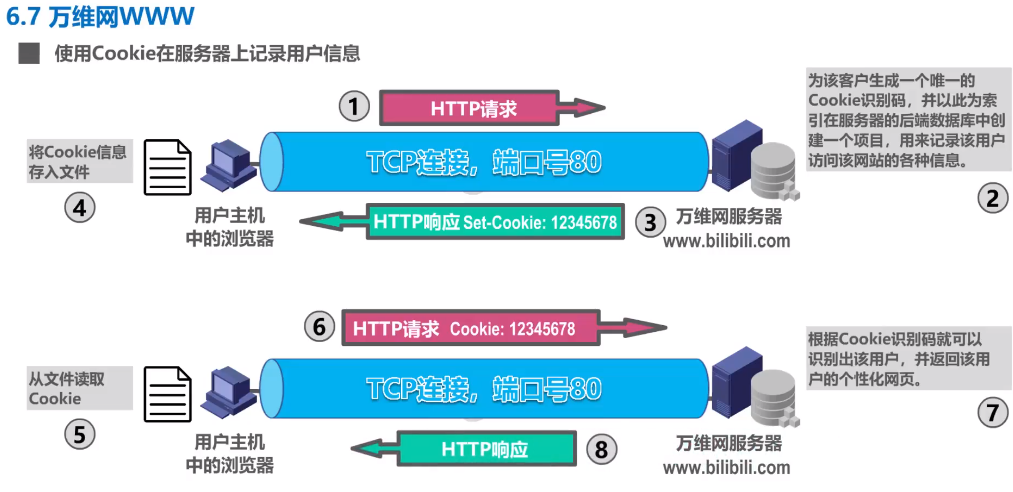 6.7 万维网WWW
使用Cookie在服务器上记录用户信息
① HTTP请求
为该客户生成一个唯一的
Cookie识别码，并以此为索
引在服务器的后端数据库中创
建一个项目，用来记录该用户
访问该网站的各种信息。
②
将Cookie信息
存入文件
④
TCP连接，端口号80
用户主机
中的浏览器
HTTP响应 Set-Cookie: 12345678 ③
万维网服务器
www.bilibili.com
⑥ HTTP请求 Cookie: 12345678
根据Cookie识别码就可以
识别出该用户，并返回该用
户的个性化网页。
⑦
从文件读取
Cookie
⑤
TCP连接，端口号80
用户主机
中的浏览器
HTTP响应 ⑧
万维网服务器
www.bilibili.com